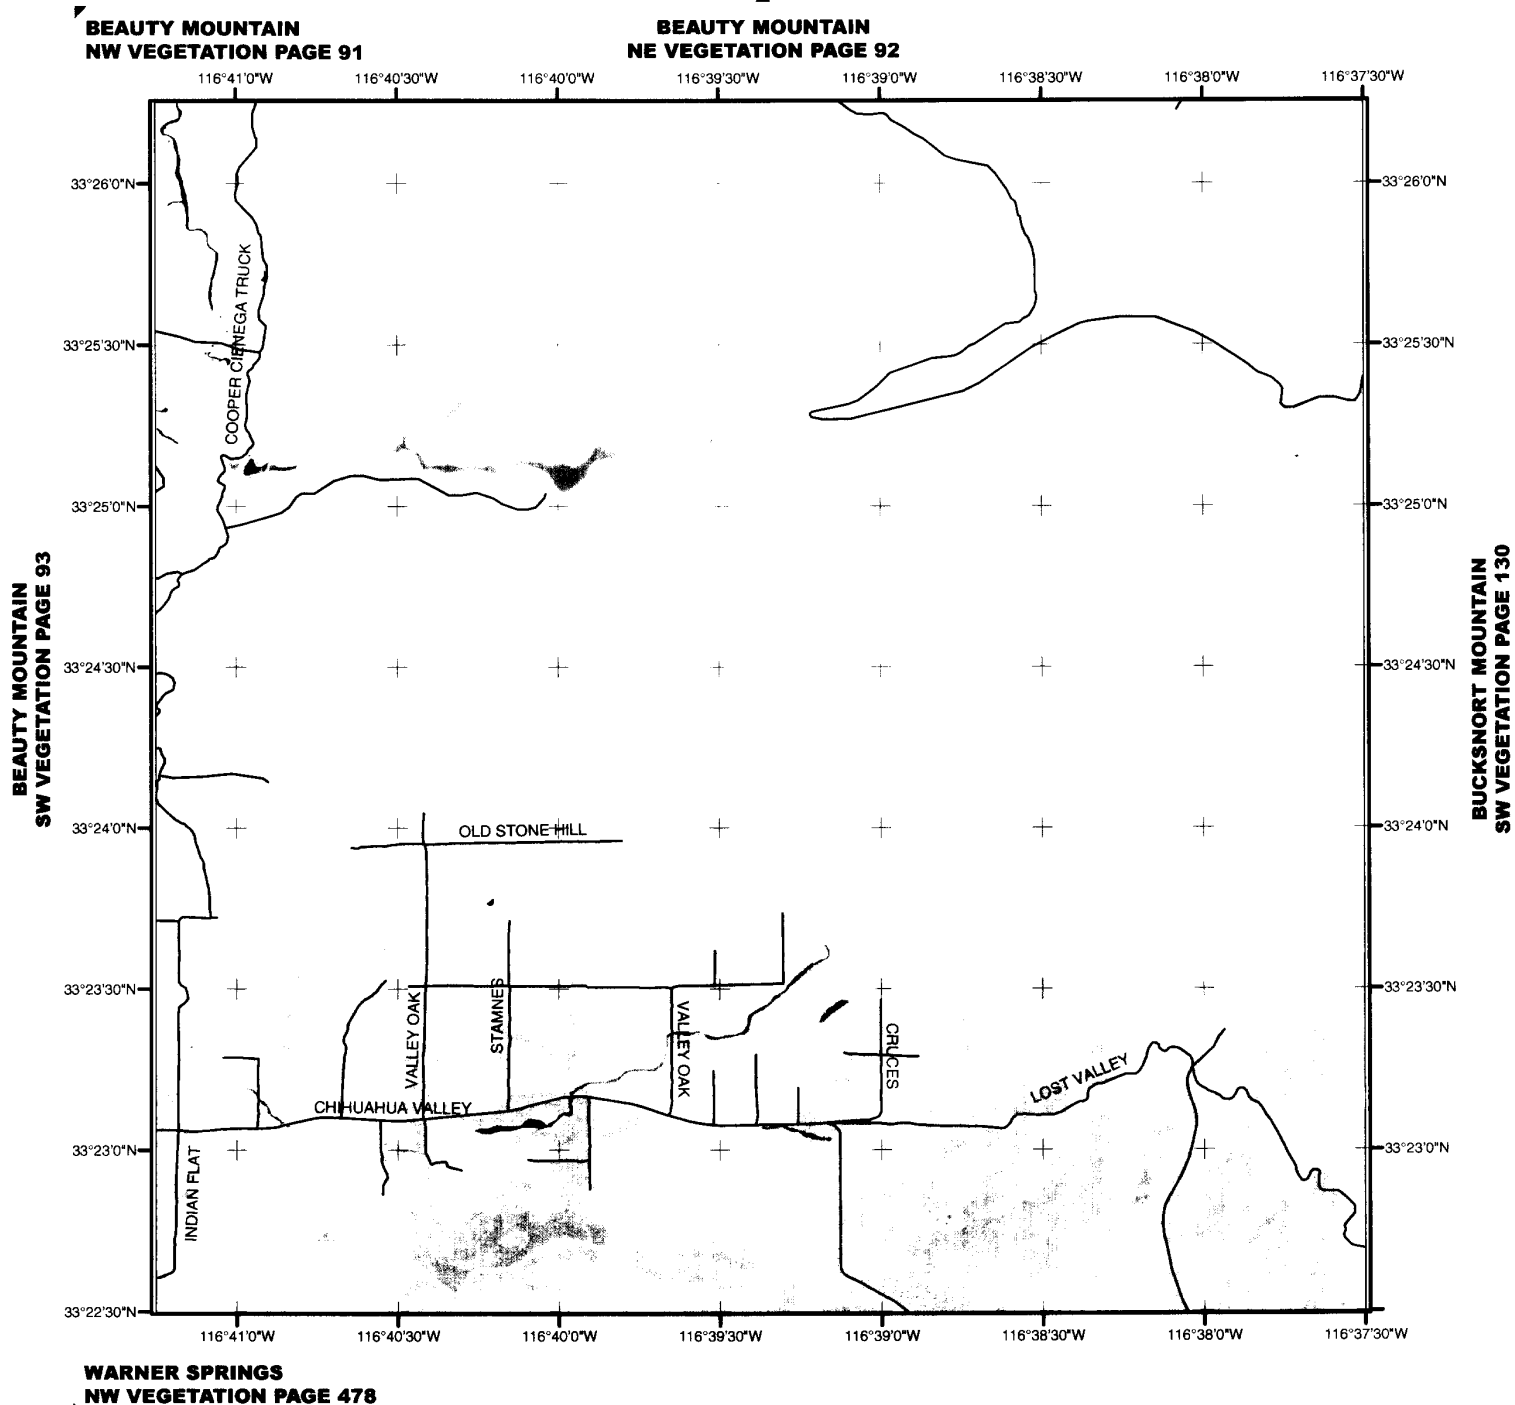 BEAUTY MOUNTAIN
NW VEGETATION PAGE 91
BEAUTY MOUNTAIN
NE VEGETATION PAGE 92
116°41'0"W
116°40'30"W
116°40'0"W
116°39'30"W
116°39'0"W
116°38'30"W
116°38'0"W
116°37'30"W
33°26'0"N
33°26'0"N
COOPER CIENEGA TRUCK
33°25'30"N
33°25'30"N
33°25'0"N
33°25'0"N
BEAUTY MOUNTAIN
SW VEGETATION PAGE 93
BUCKSNORT MOUNTAIN
SW VEGETATION PAGE 130
33°24'30"N
33°24'30"N
33°24'0"N
33°24'0"N
OLD STONE HILL
33°23'30"N
33°23'30"N
VALLEY OAK
STAMNES
VALLEY OAK
CRUCES
LOST VALLEY
CHIHUAHUA VALLEY
33°23'0"N
33°23'0"N
INDIAN FLAT
33°22'30"N
116°41'0"W
116°40'30"W
116°40'0"W
116°39'30"W
116°39'0"W
116°38'30"W
116°38'0"W
116°37'30"W
WARNER SPRINGS
NW VEGETATION PAGE 478